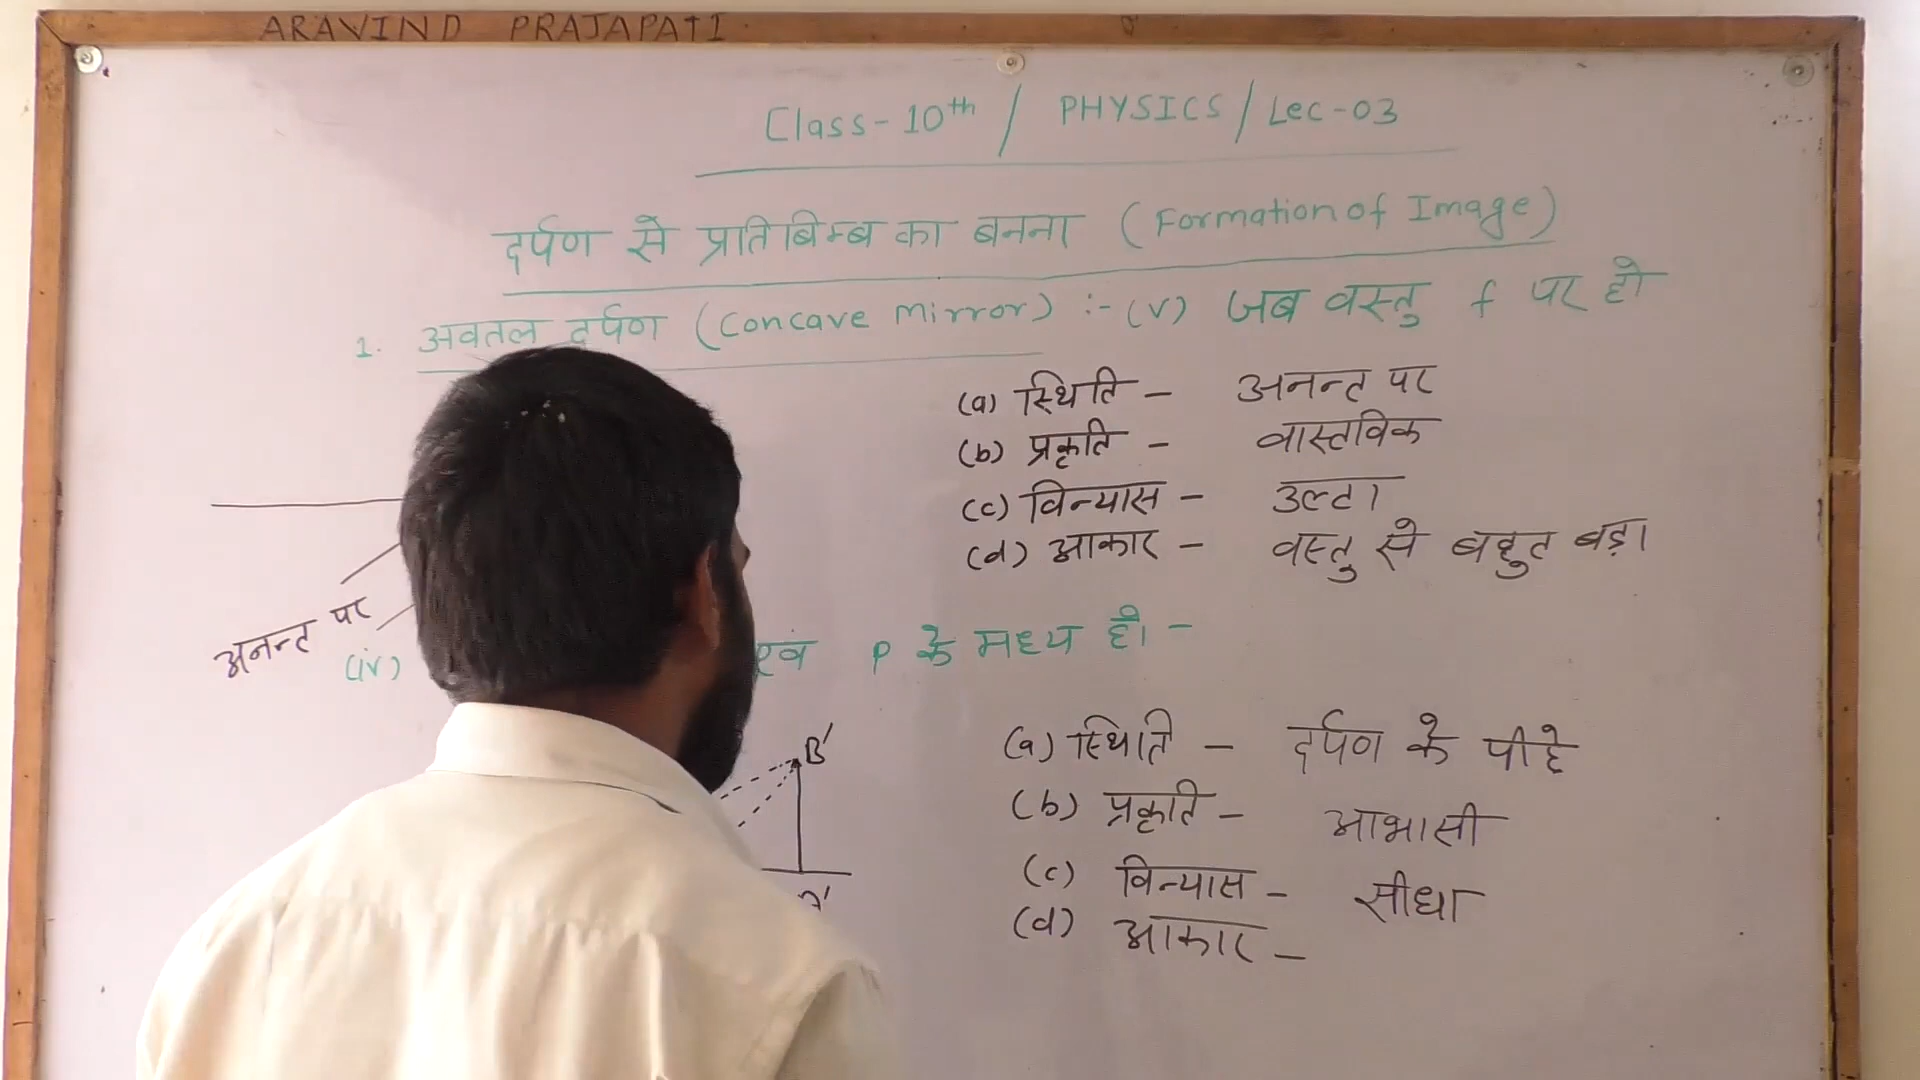 ARAVIND PRAJAPATI
Class-10th / PHYSICS / Lec-03
दर्पण से प्रतिबिम्ब का बनना (Formation of Image)
1. अवतल दर्पण (Concave mirror) :- (v) जब वस्तु f पर हो
(a) स्थिति - अनन्त पर
(b) प्रकृति - वास्तविक
(c) विन्यास - उल्टा
(d) आकार - वस्तु से बहुत बड़ा
अनन्त पर
(iv) एवं P के मध्य हो -
B'
A'
(a) स्थिति - दर्पण के पीछे
(b) प्रकृति - आभासी
(c) विन्यास - सीधा
(d) आकार -